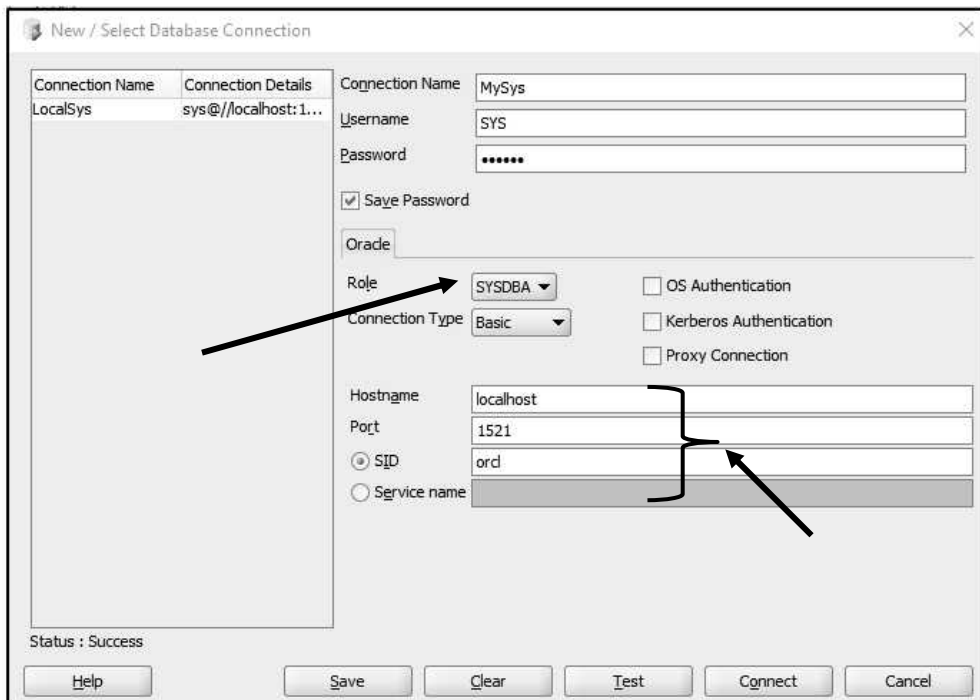 New / Select Database Connection
Connection Name Connection Details
LocalSys sys@//localhost:1...
Connection Name MySys
Username SYS
Password ••••••
Save Password
Oracle
Role SYSDBA
OS Authentication
Connection Type Basic
Kerberos Authentication
Proxy Connection
Hostname localhost
Port 1521
SID orcl
Service name
Status : Success
Help Save Clear Test Connect Cancel